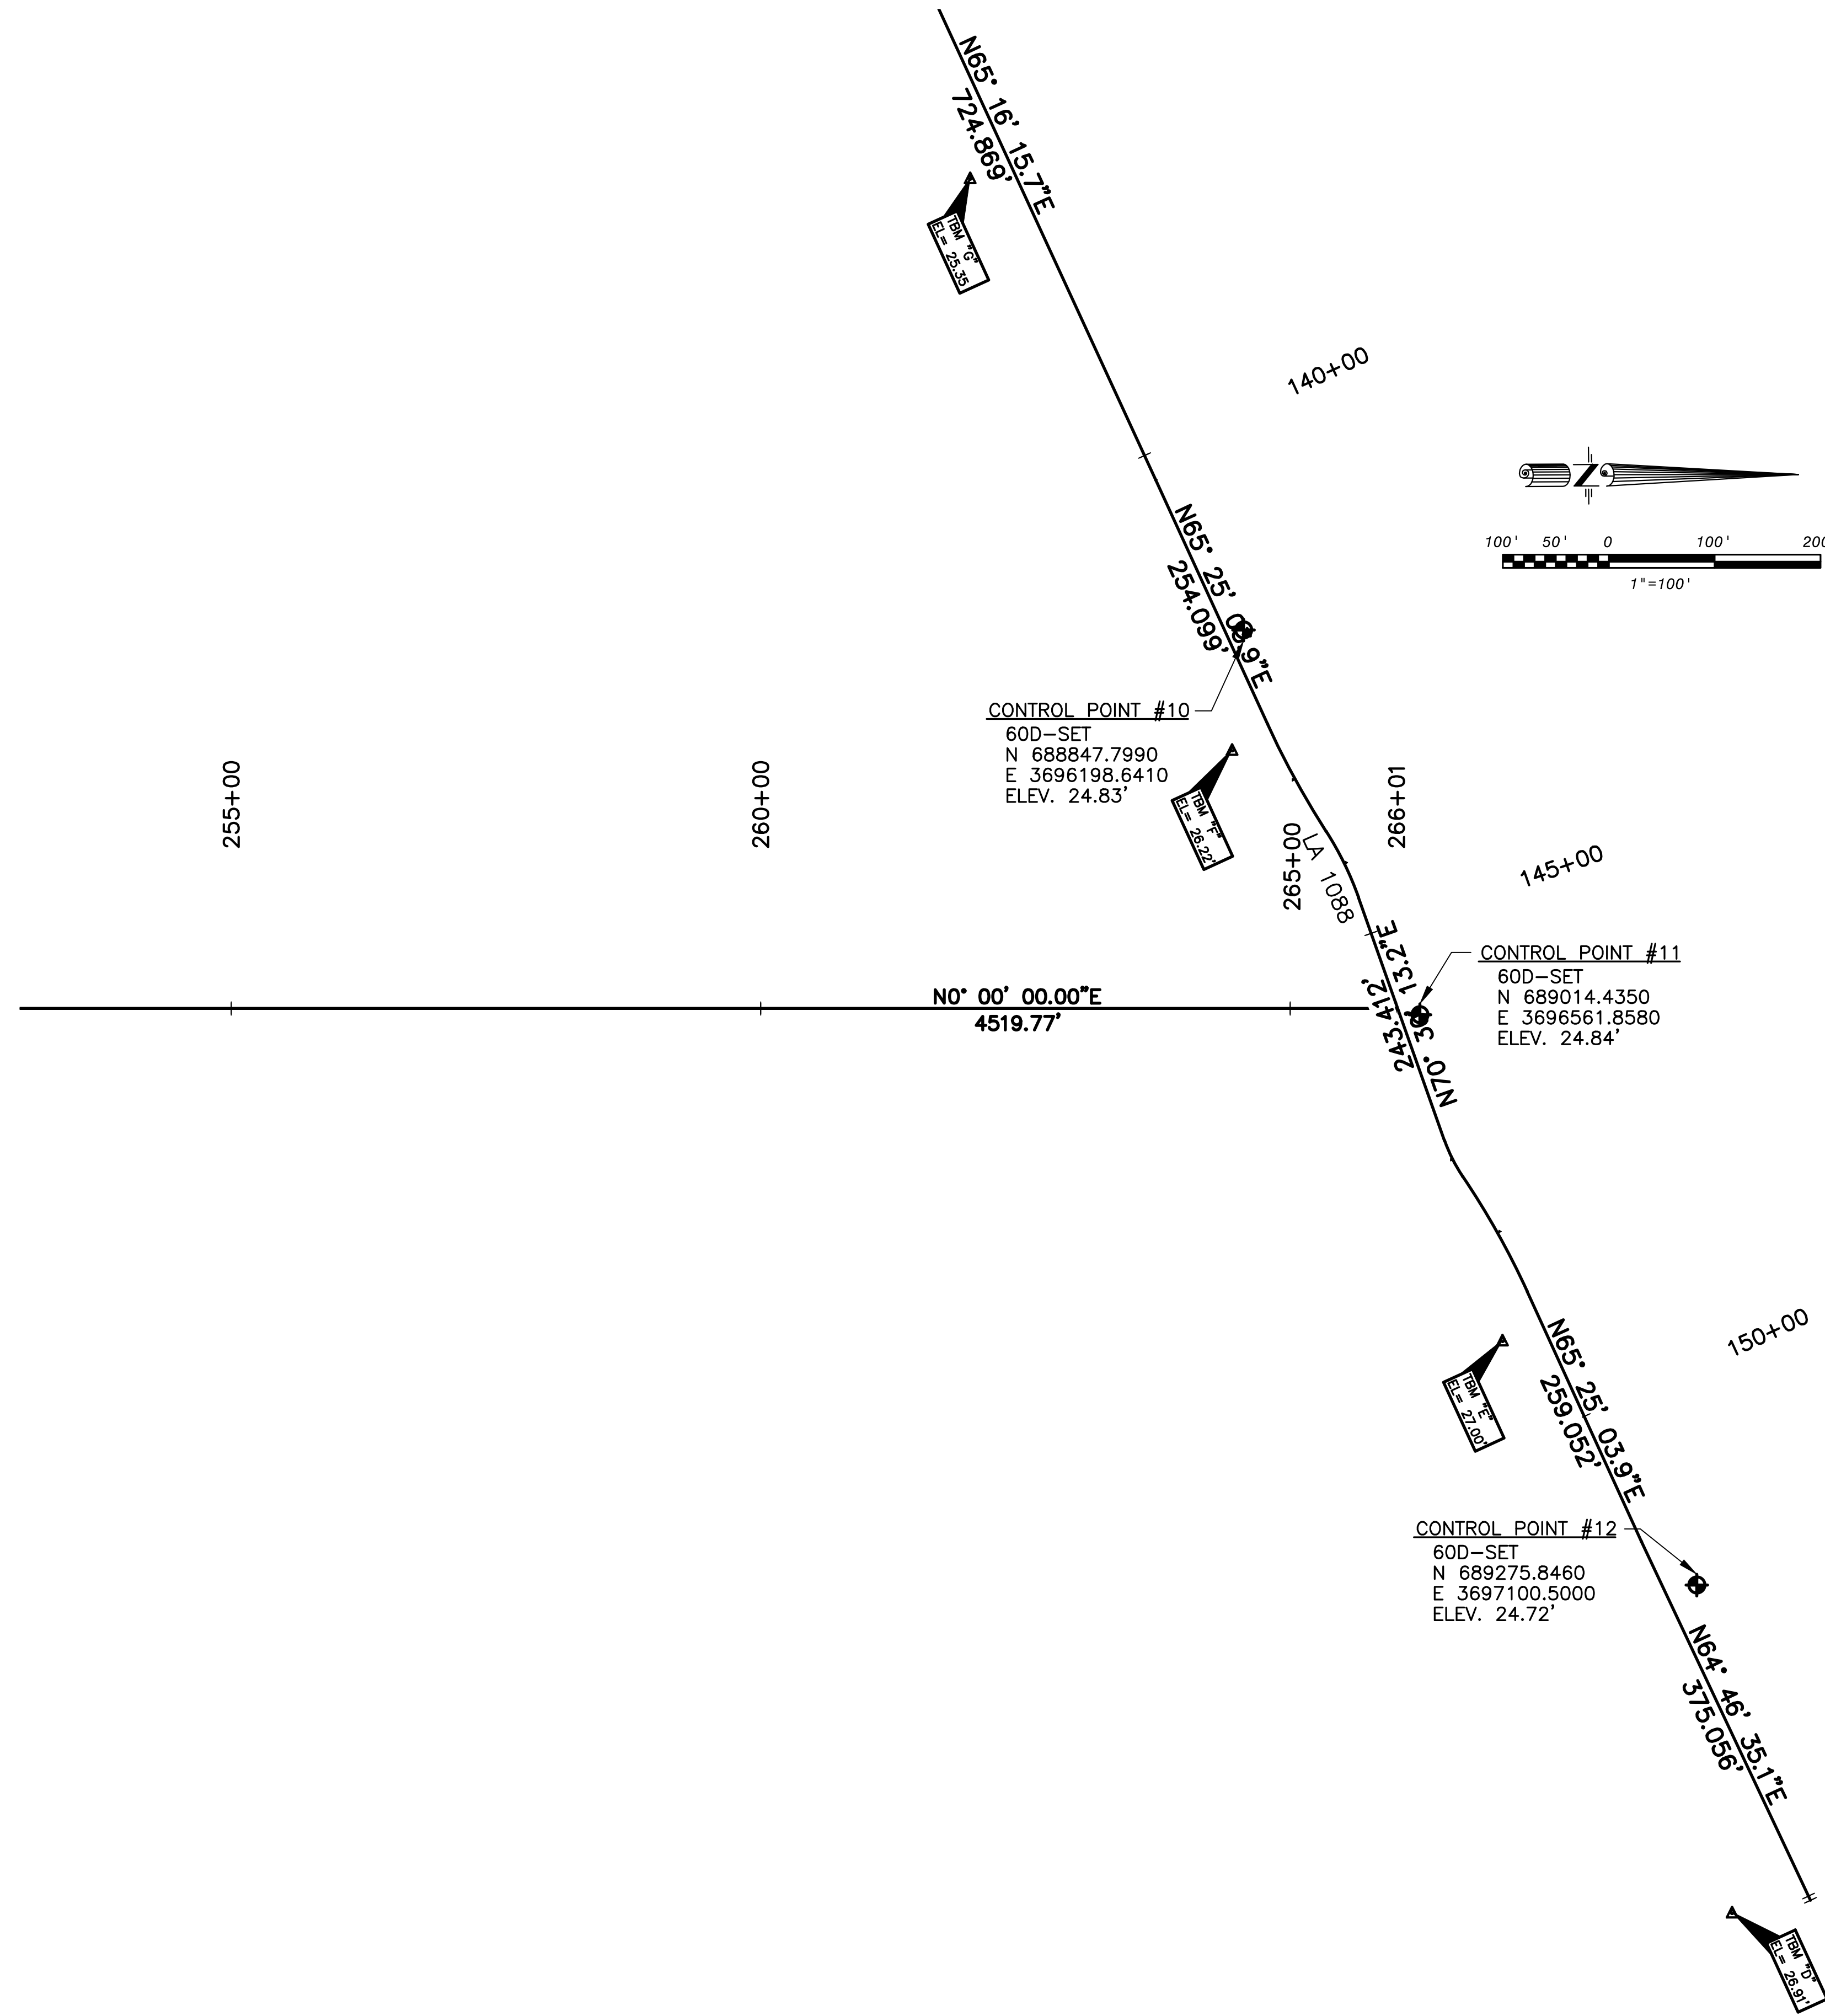 N65° 16' 15.7"E
724.869'
TBM "G"
EL= 25.35
140+00
N
100' 50' 0 100' 200
1"=100'
254.099'
CONTROL POINT #10
60D-SET
N 688847.7990
E 3696198.6410
ELEV. 24.83'
TBM "F"
EL= 26.22'
255+00
260+00
265+00
266+01
LA 1088
145+00
N0° 00' 00.00"E
4519.77'
13.2"E
243.412'
N70°
CONTROL POINT #11
60D-SET
N 689014.4350
E 3696561.8580
ELEV. 24.84'
150+00
N65° 25' 03.9"E
259.052'
TBM "E"
EL= 27.00'
CONTROL POINT #12
60D-SET
N 689275.8460
E 3697100.5000
ELEV. 24.72'
N64° 46' 35.1"E
375.056'
TBM "D"
EL= 26.91'